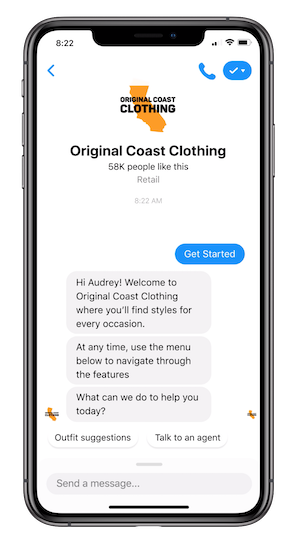 8:22
ORIGINAL COAST
CLOTHING
Original Coast Clothing
58K people like this
Retail
8:22 AM
Get Started
Hi Audrey! Welcome to
Original Coast Clothing
where you'll find styles for
every occasion.
At any time, use the menu
below to navigate through
the features
What can we do to help you
today?
Outfit suggestions
Talk to an agent
Send a message...